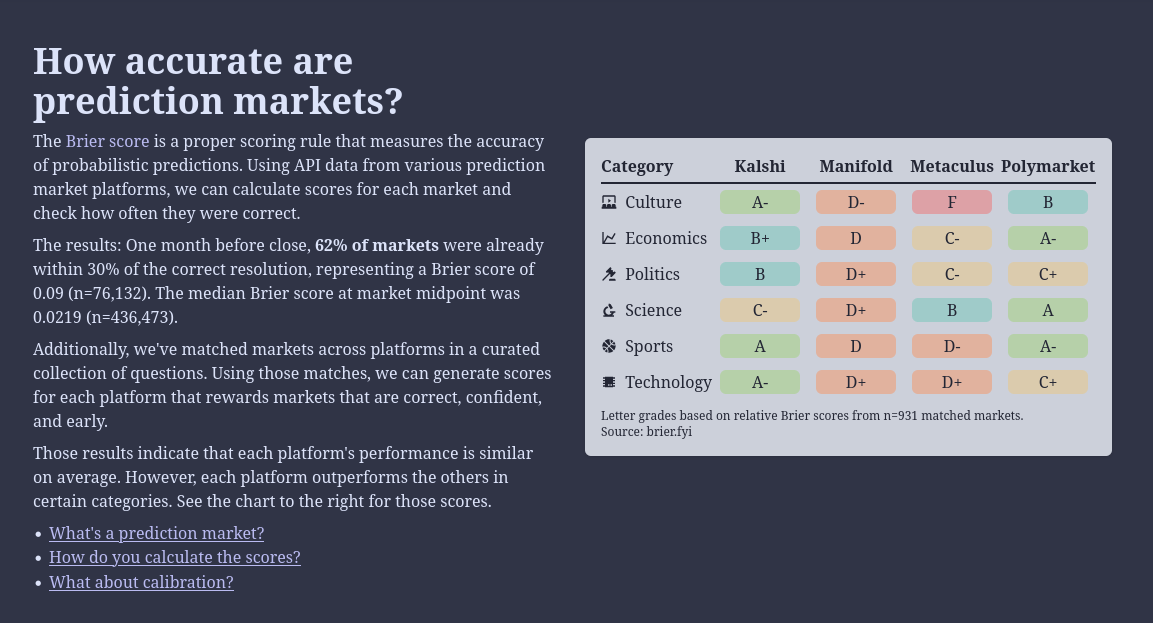 How accurate are
prediction markets?
The Brier score is a proper scoring rule that measures the accuracy
of probabilistic predictions. Using API data from various prediction
market platforms, we can calculate scores for each market and
check how often they were correct.
The results: One month before close, 62% of markets were already
within 30% of the correct resolution, representing a Brier score of
0.09 (n=76,132). The median Brier score at market midpoint was
0.0219 (n=436,473).
Additionally, we've matched markets across platforms in a curated
collection of questions. Using those matches, we can generate scores
for each platform that rewards markets that are correct, confident,
and early.
Those results indicate that each platform's performance is similar
on average. However, each platform outperforms the others in
certain categories. See the chart to the right for those scores.
• What's a prediction market?
• How do you calculate the scores?
• What about calibration?
Category Kalshi Manifold Metaculus Polymarket
Culture A- D- F B
Economics B+ D C- A-
Politics B D+ C- C+
Science C- D+ B A
Sports A D D- A-
Technology A- D+ D+ C+
Letter grades based on relative Brier scores from n=931 matched markets.
Source: brier.fyi